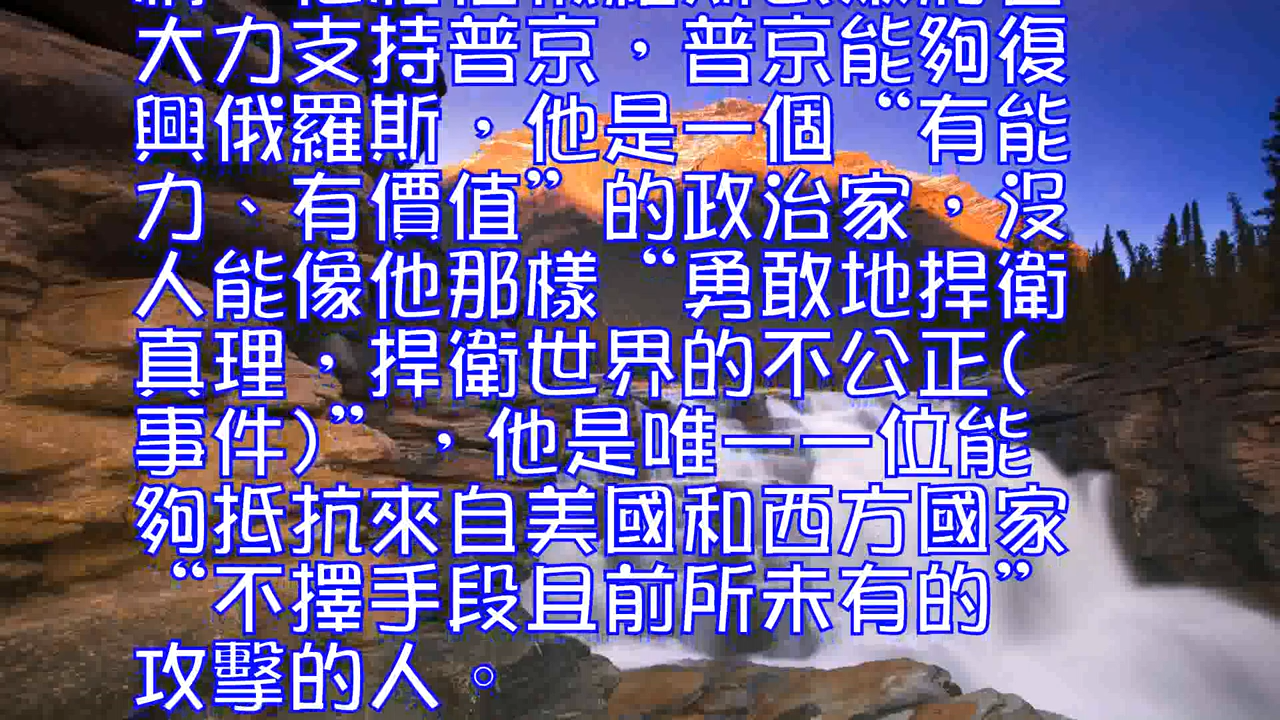 大力支持普京，普京能夠復
興俄羅斯，他是一個“有能
力、有價值”的政治家，沒
人能像他那樣“勇敢地捍衛
真理，捍衛世界的不公正(
事件)”，他是唯一一位能
夠抵抗來自美國和西方國家
“不擇手段且前所未有的”
攻擊的人。